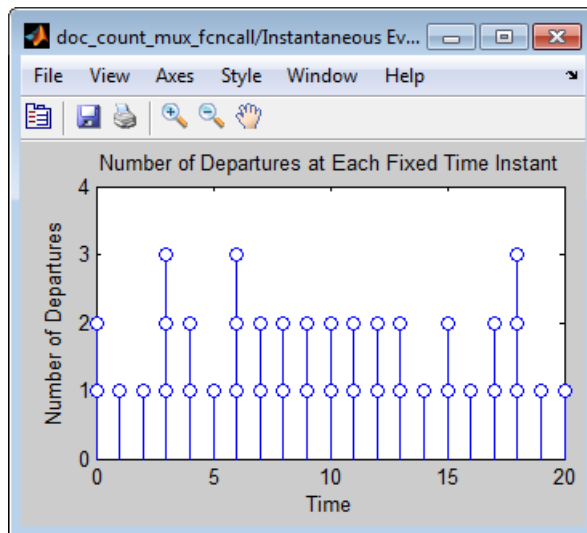 doc_count_mux_fcncall/Instantaneous Ev...
File View Axes Style Window Help
Number of Departures at Each Fixed Time Instant
Number of Departures
4
3
2
1
0
0 5 10 15 20
Time